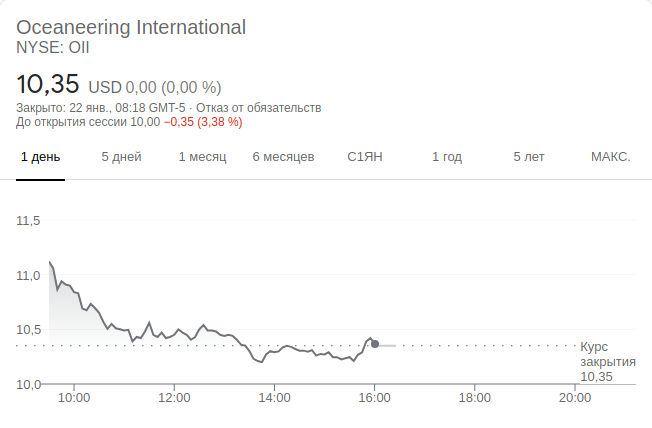 Oceaneering International
NYSE: OII
10,35 USD 0,00 (0,00 %)
Закрыто: 22 янв., 08:18 GMT-5 · Отказ от обязательств
До открытия сессии 10,00 −0,35 (3,38 %)
1 день 5 дней 1 месяц 6 месяцев С1ЯН 1 год 5 лет МАКС.
11,5
11,0
10,5
10,0
Курс
закрытия
10,35
10:00 12:00 14:00 16:00 18:00 20:00